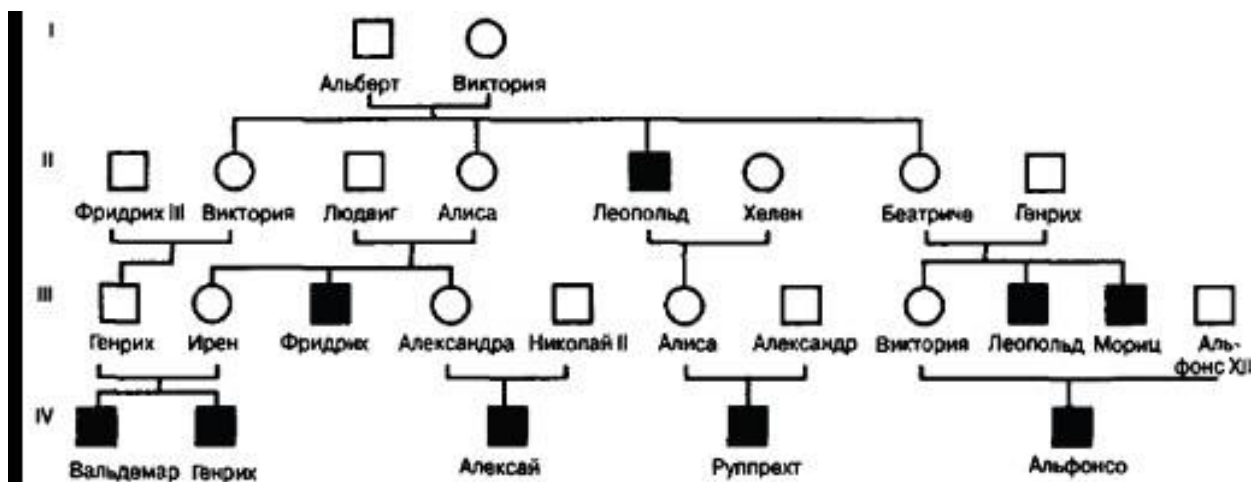 I
Альберт Виктория
II
Фридрих III Виктория Людвиг Алиса Леопольд Хелен Беатриче Генрих
III
Генрих Ирен Фридрих Александра Николай II Алиса Александр Виктория Леопольд Мориц Аль-
фонс XII
IV
Вальдемар Генрих Алексай Руппрехт Альфонсо